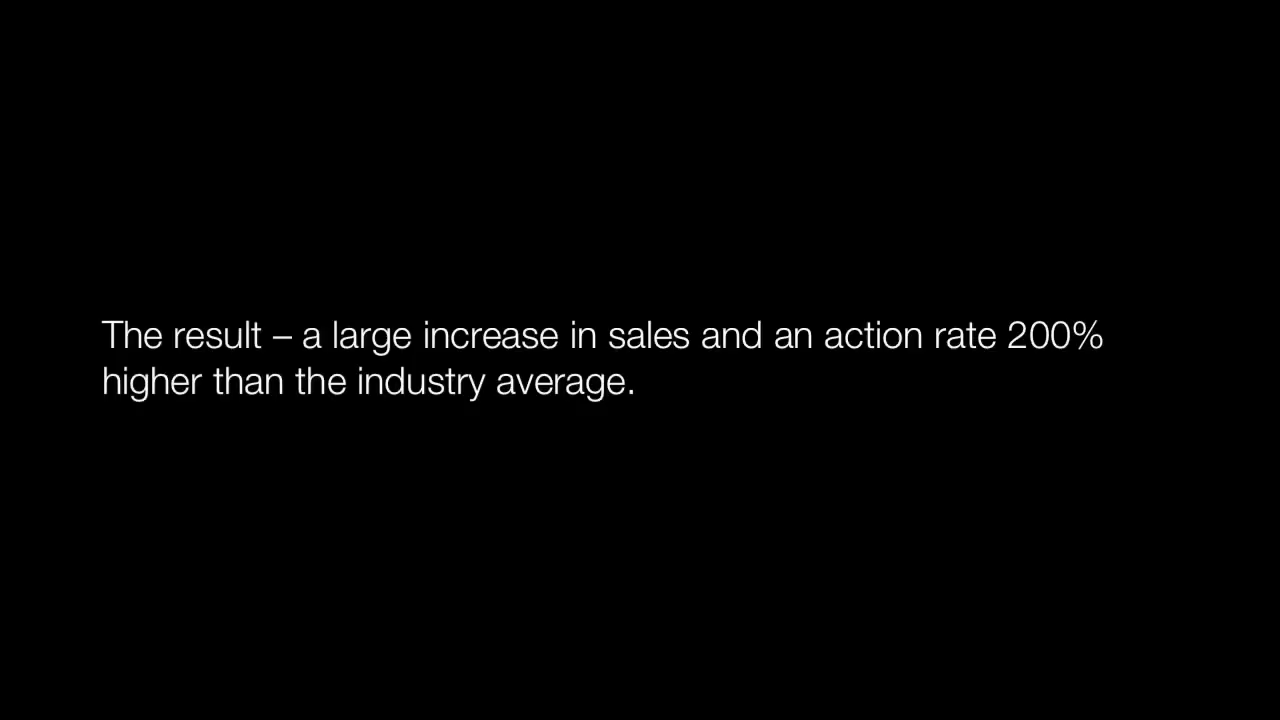 The result – a large increase in sales and an action rate 200%
higher than the industry average.